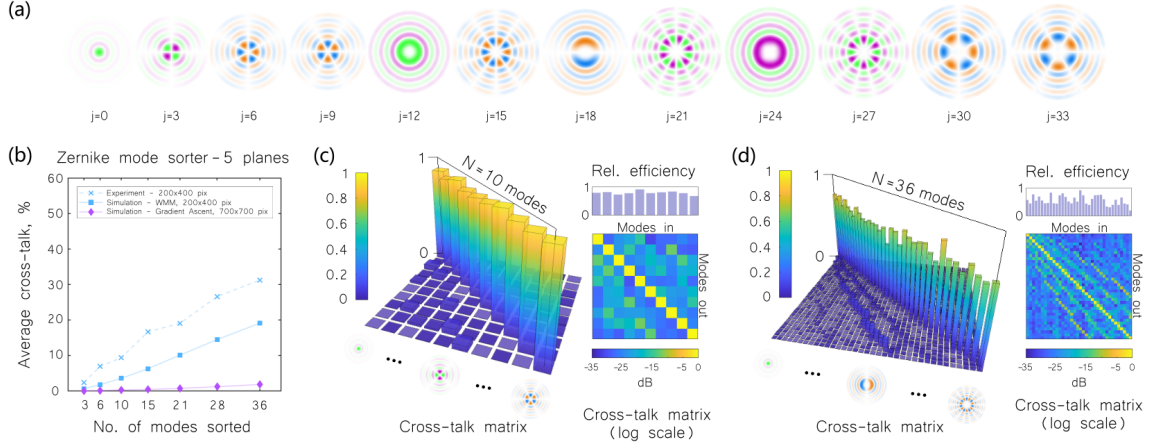 (a)
j=0 j=3 j=6 j=9 j=12 j=15 j=18 j=21 j=24 j=27 j=30 j=33
(b)
Zernike mode sorter - 5 planes
60
50
40
30
20
10
0
Average cross-talk, %
Experiment - 200x400 pix
Simulation - WMM, 200x400 pix
Simulation - Gradient Ascent, 700x700 pix
3 6 10 15 21 28 36
No. of modes sorted
(c)
1
0.8
0.6
0.4
0.2
0
1
0
N=10 modes
•••
•••
Cross-talk matrix
Rel. efficiency
1
0
Modes in
Modes out
-35 -25 -15 -5 0
dB
Cross-talk matrix
(log scale)
(d)
1
0.8
0.6
0.4
0.2
0
1
0
N=36 modes
•••
•••
Cross-talk matrix
Rel. efficiency
1
0
Modes in
Modes out
-35 -25 -15 -5 0
dB
Cross-talk matrix
(log scale)